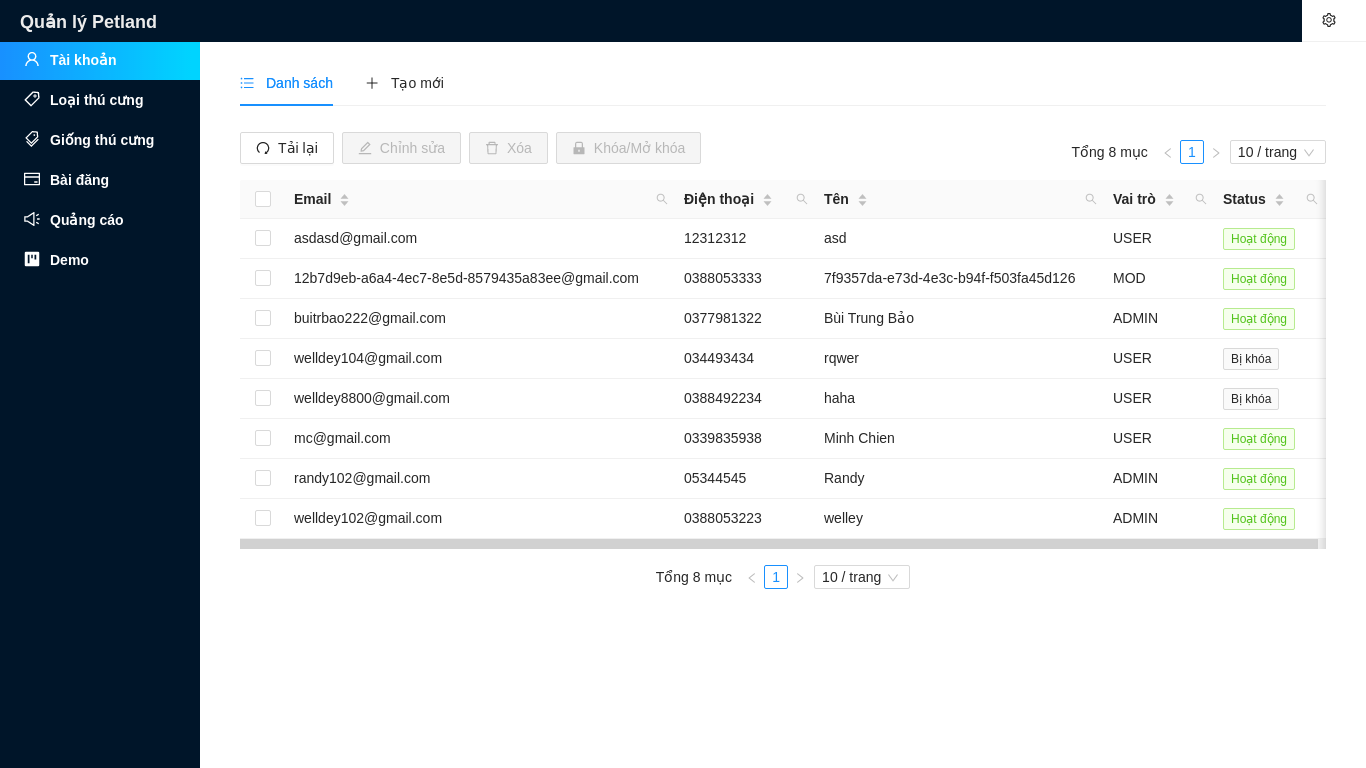 Quản lý Petland
Tài khoản
Loại thú cưng
Giống thú cưng
Bài đăng
Quảng cáo
Demo
Danh sách Tạo mới
Tải lại Chỉnh sửa Xóa Khóa/Mở khóa
Tổng 8 mục 1 10 / trang
Email Điện thoại Tên Vai trò Status
asdasd@gmail.com 12312312 asd USER Hoạt động
12b7d9eb-a6a4-4ec7-8e5d-8579435a83ee@gmail.com 0388053333 7f9357da-e73d-4e3c-b94f-f503fa45d126 MOD Hoạt động
buitrbao222@gmail.com 0377981322 Bùi Trung Bảo ADMIN Hoạt động
welldey104@gmail.com 034493434 rqwer USER Bị khóa
welldey8800@gmail.com 0388492234 haha USER Bị khóa
mc@gmail.com 0339835938 Minh Chien USER Hoạt động
randy102@gmail.com 05344545 Randy ADMIN Hoạt động
welldey102@gmail.com 0388053223 welley ADMIN Hoạt động
Tổng 8 mục 1 10 / trang